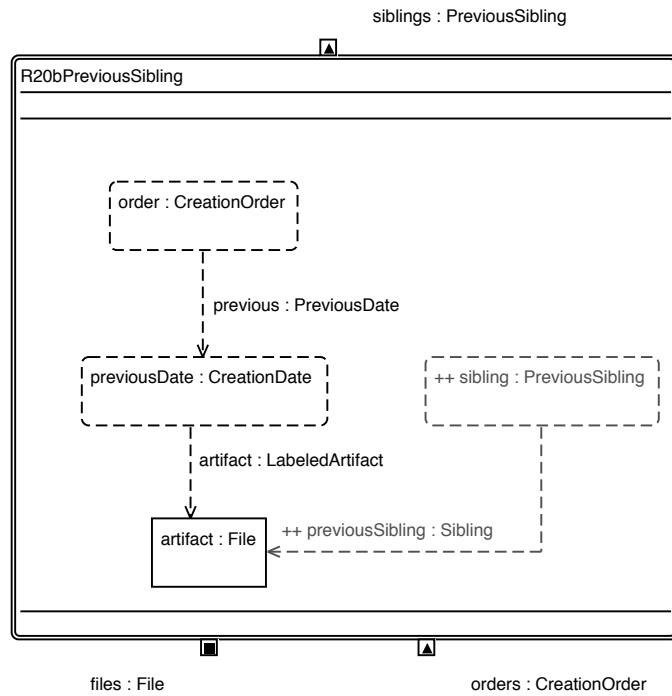 siblings : PreviousSibling
R20bPreviousSibling
order : CreationOrder
previous : PreviousDate
previousDate : CreationDate
++ sibling : PreviousSibling
artifact : LabeledArtifact
artifact : File
++ previousSibling : Sibling
files : File
orders : CreationOrder